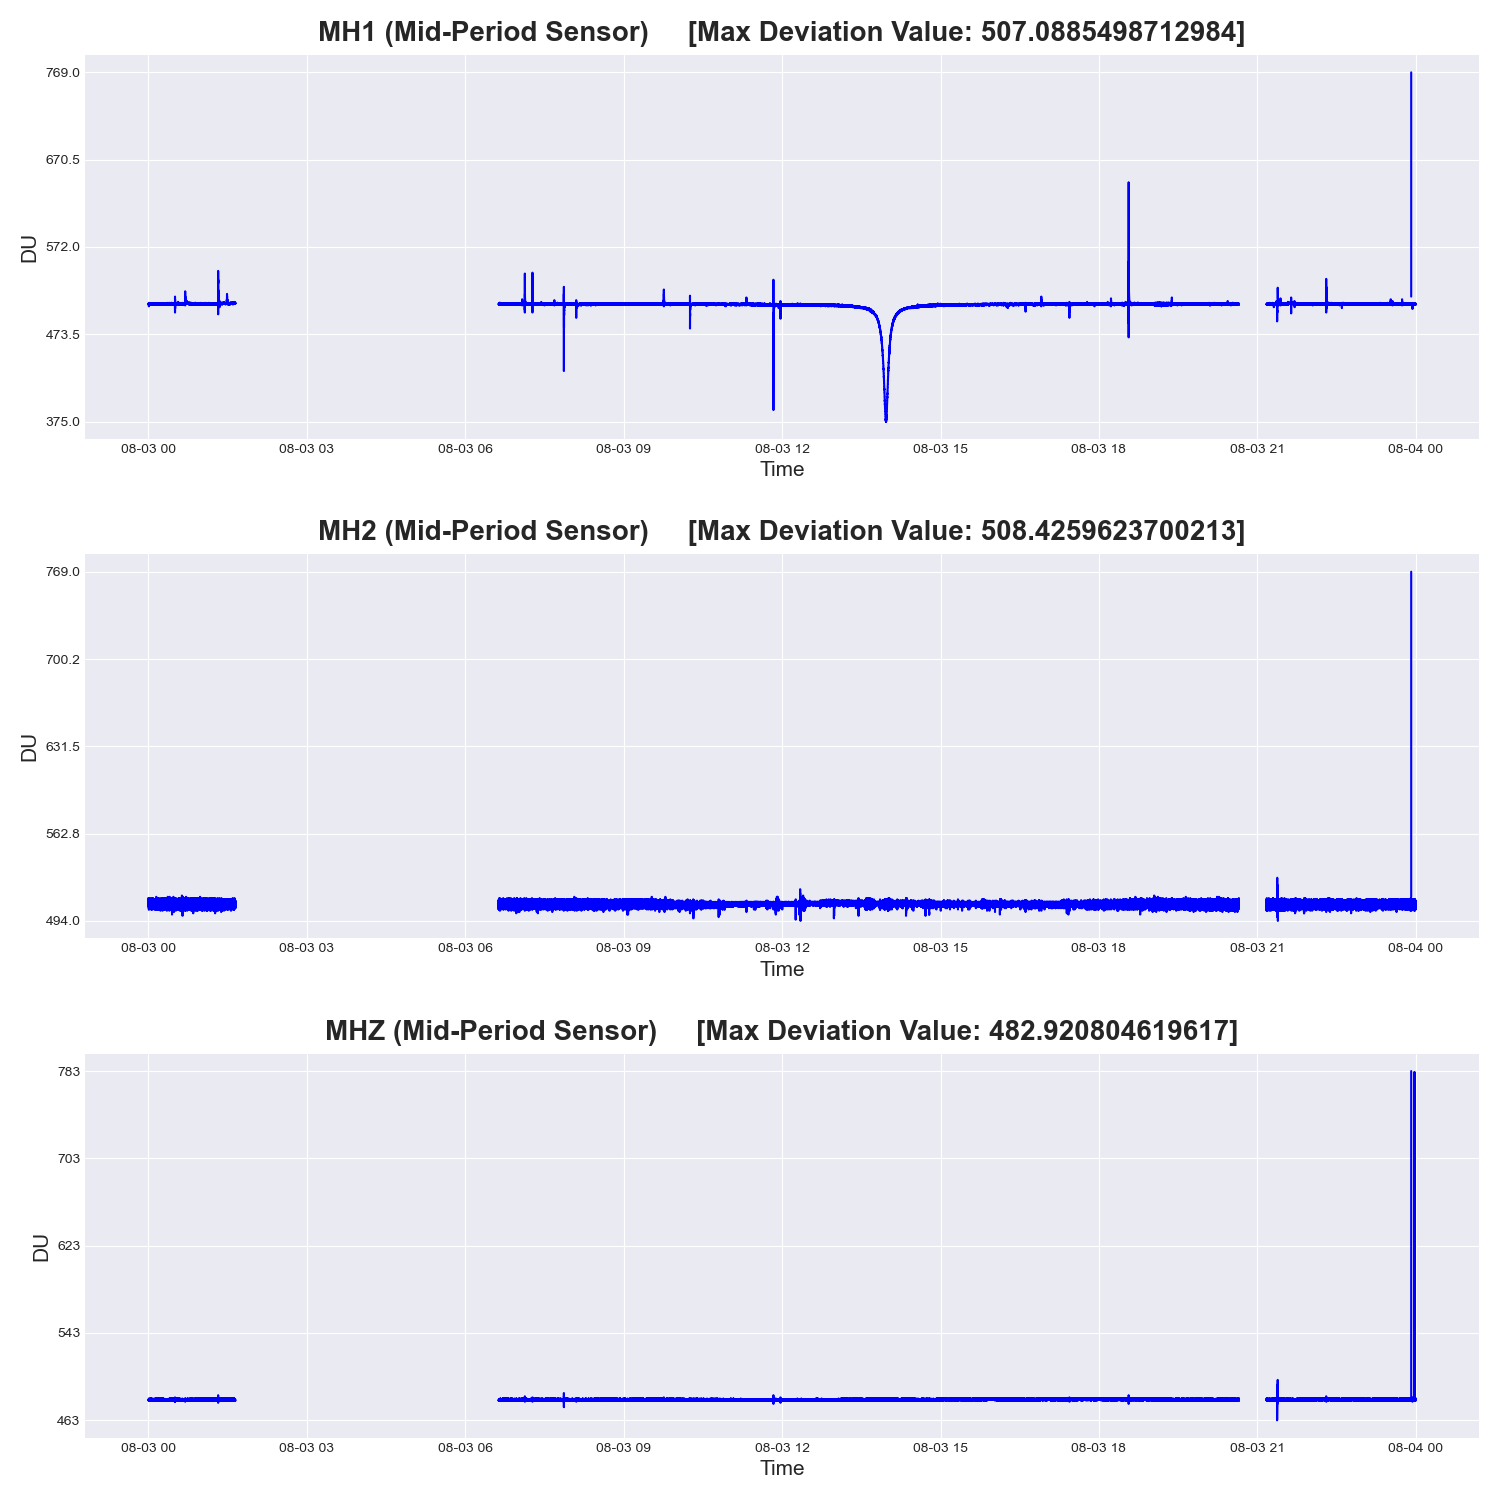 MH1 (Mid-Period Sensor) [Max Deviation Value: 507.0885498712984]
769.0
670.5
572.0
473.5
375.0
DU
08-03 00 08-03 03 08-03 06 08-03 09 08-03 12 08-03 15 08-03 18 08-03 21 08-04 00
Time
MH2 (Mid-Period Sensor) [Max Deviation Value: 508.4259623700213]
769.0
700.2
631.5
562.8
494.0
DU
08-03 00 08-03 03 08-03 06 08-03 09 08-03 12 08-03 15 08-03 18 08-03 21 08-04 00
Time
MHZ (Mid-Period Sensor) [Max Deviation Value: 482.920804619617]
783
703
623
543
463
DU
08-03 00 08-03 03 08-03 06 08-03 09 08-03 12 08-03 15 08-03 18 08-03 21 08-04 00
Time